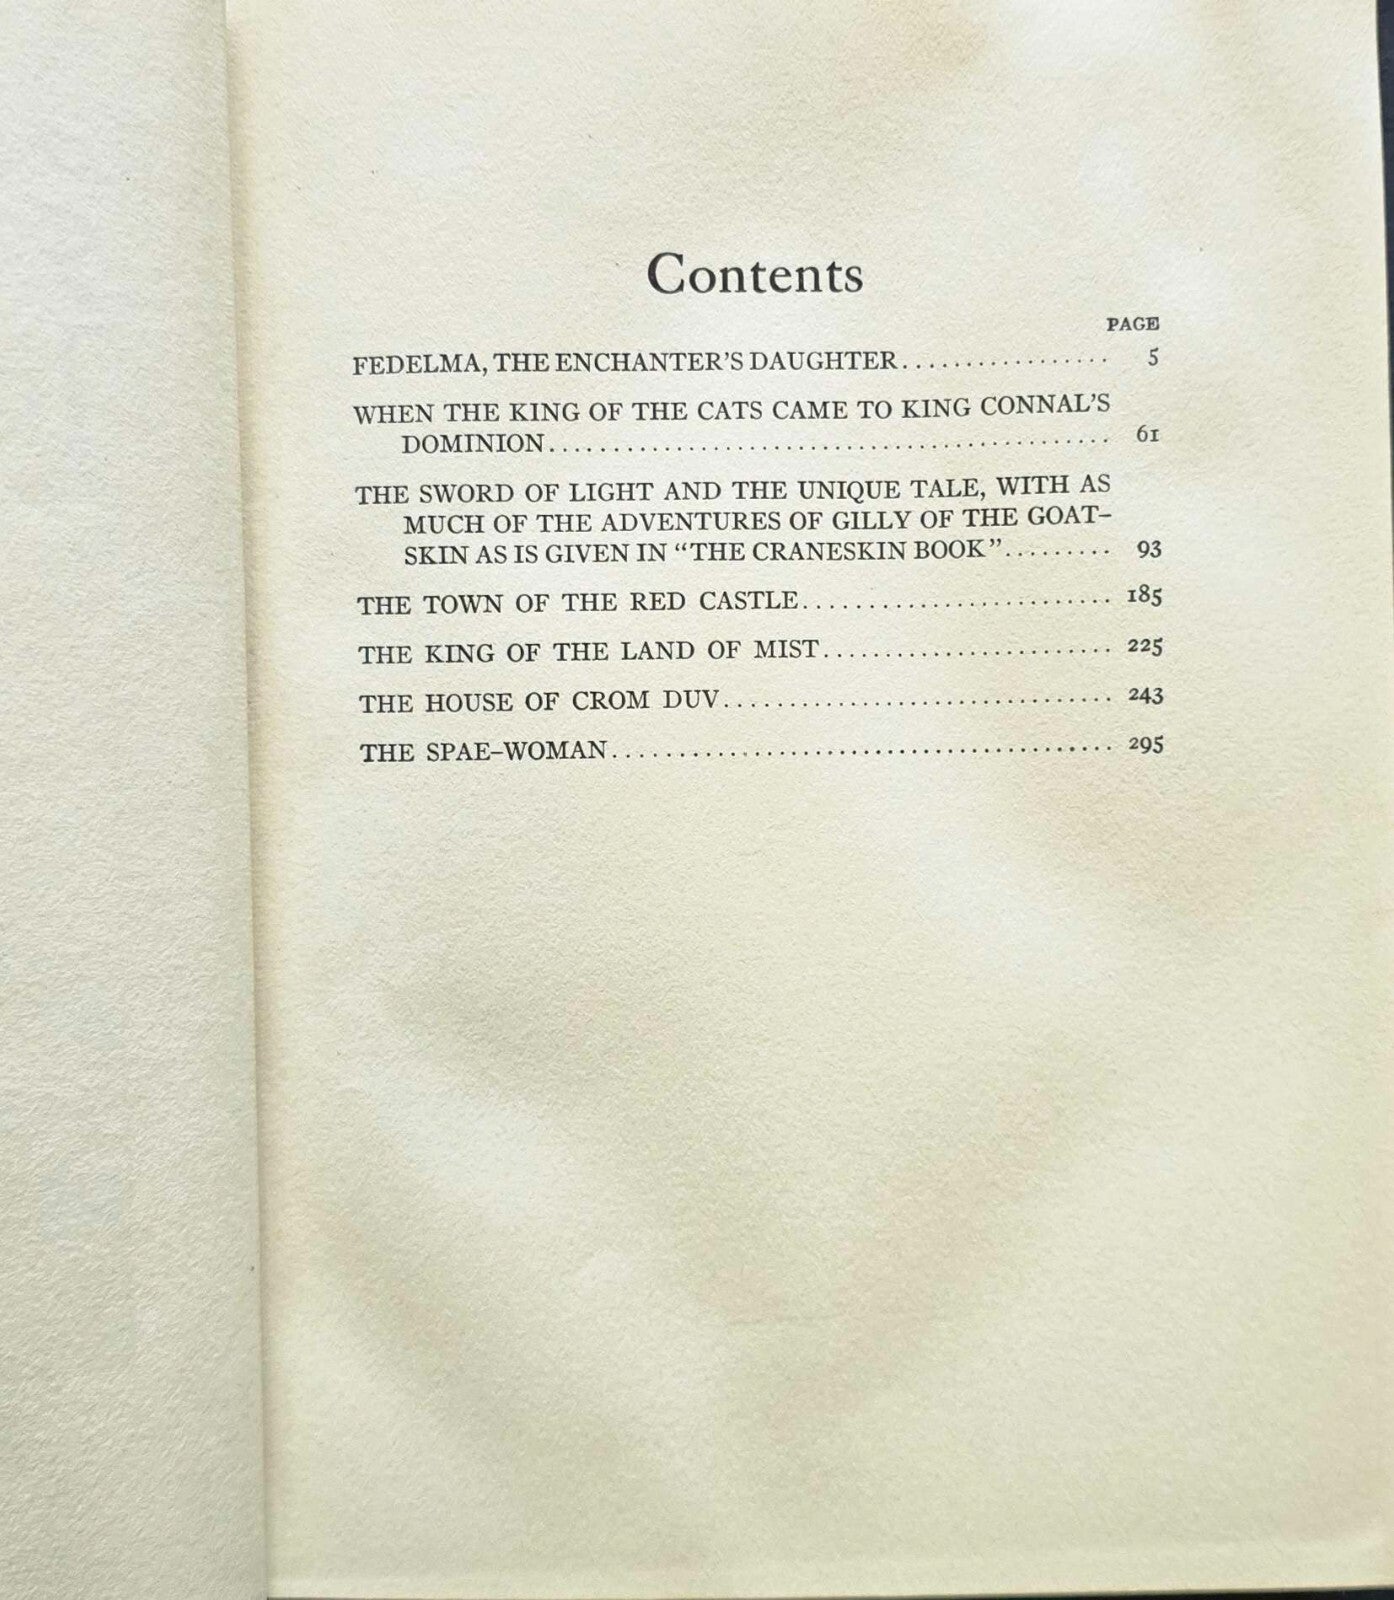 Contents
PAGE
FEDELMA, THE ENCHANTER'S DAUGHTER................. 5
WHEN THE KING OF THE CATS CAME TO KING CONNAL'S
DOMINION............................................. 61
THE SWORD OF LIGHT AND THE UNIQUE TALE, WITH AS
MUCH OF THE ADVENTURES OF GILLY OF THE GOAT-
SKIN AS IS GIVEN IN "THE CRANESKIN BOOK"......... 93
THE TOWN OF THE RED CASTLE......................... 185
THE KING OF THE LAND OF MIST........................ 225
THE HOUSE OF CROM DUV................................ 243
THE SPAE-WOMAN......................................... 295